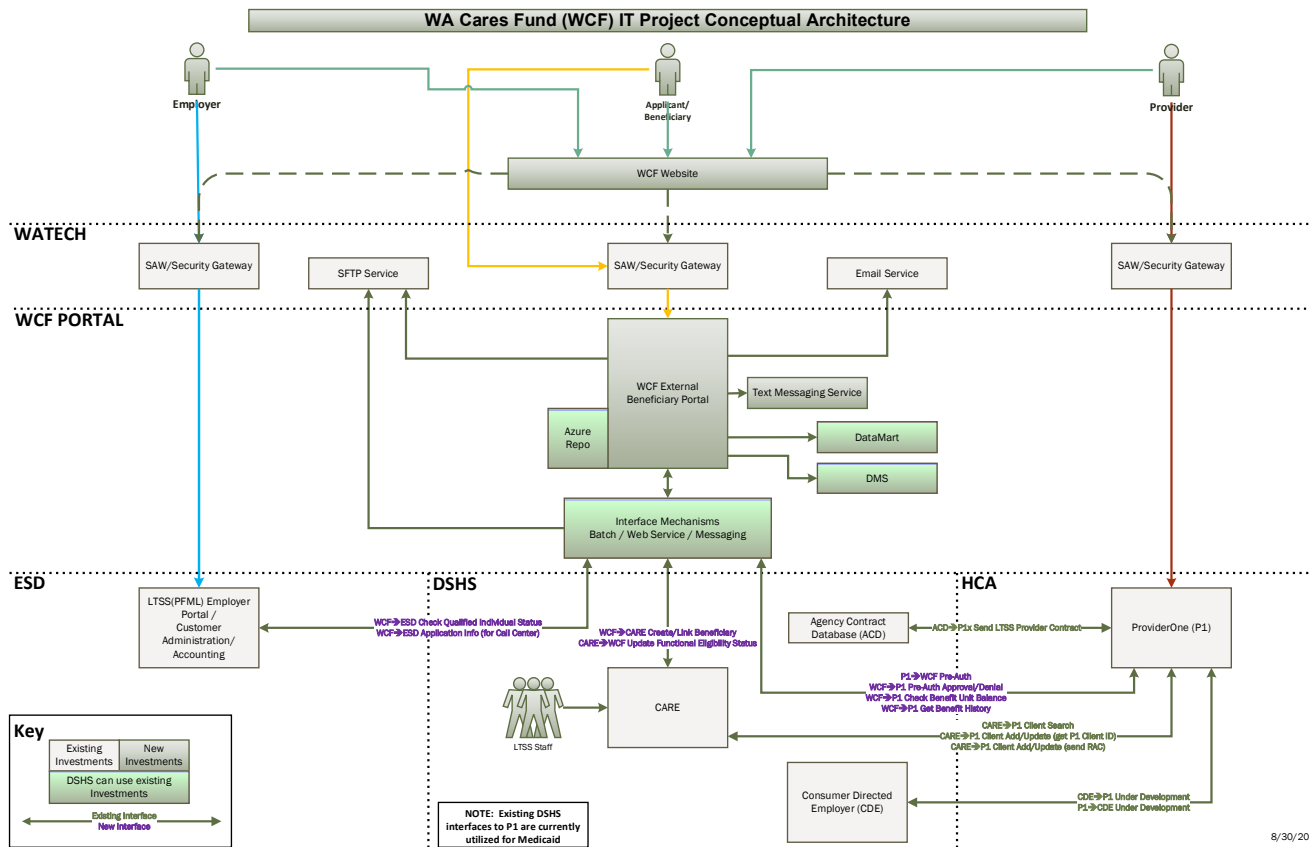 WA Cares Fund (WCF) IT Project Conceptual Architecture
Employer
Applicant/
Beneficiary
Provider
WCF Website
WATECH
SAW/Security Gateway
SFTP Service
SAW/Security Gateway
Email Service
SAW/Security Gateway
WCF PORTAL
WCF External
Beneficiary Portal
Text Messaging Service
Azure
Repo
DataMart
DMS
Interface Mechanisms
Batch / Web Service / Messaging
ESD
DSHS
HCA
LTSS(PFML) Employer
Portal /
Customer
Administration/
Accounting
WCF→ESD Check Qualified Individual Status
WCF→ESD Application Info (for Call Center)
WCF→CARE Create/Link Beneficiary
CARE→WCF Update Functional Eligibility Status
Agency Contract
Database (ACD)
ACD→P1x Send LTSS Provider Contract
ProviderOne (P1)
P1→WCF Pre-Auth
WCF→P1 Pre-Auth Approval/Denial
WCF→P1 Check Benefit Unit Balance
WCF→P1 Get Benefit History
LTSS Staff
CARE
CARE→P1 Client Search
CARE→P1 Client Add/Update (get P1 Client ID)
CARE→P1 Client Add/Update (send RAC)
Consumer Directed
Employer (CDE)
CDE→P1 Under Development
P1→CDE Under Development
Key
Existing
Investments
New
Investments
DSHS can use existing
Investments
Existing Interface
New Interface
NOTE: Existing DSHS
interfaces to P1 are currently
utilized for Medicaid
8/30/20